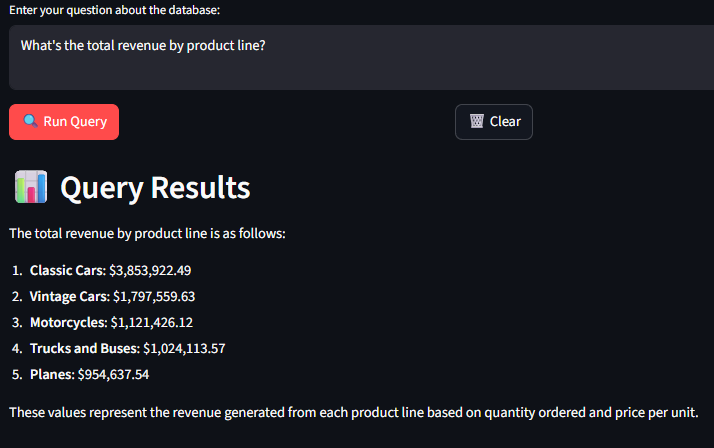 Enter your question about the database:
What's the total revenue by product line?
Run Query
Clear
Query Results
The total revenue by product line is as follows:
1. Classic Cars: $3,853,922.49
2. Vintage Cars: $1,797,559.63
3. Motorcycles: $1,121,426.12
4. Trucks and Buses: $1,024,113.57
5. Planes: $954,637.54
These values represent the revenue generated from each product line based on quantity ordered and price per unit.